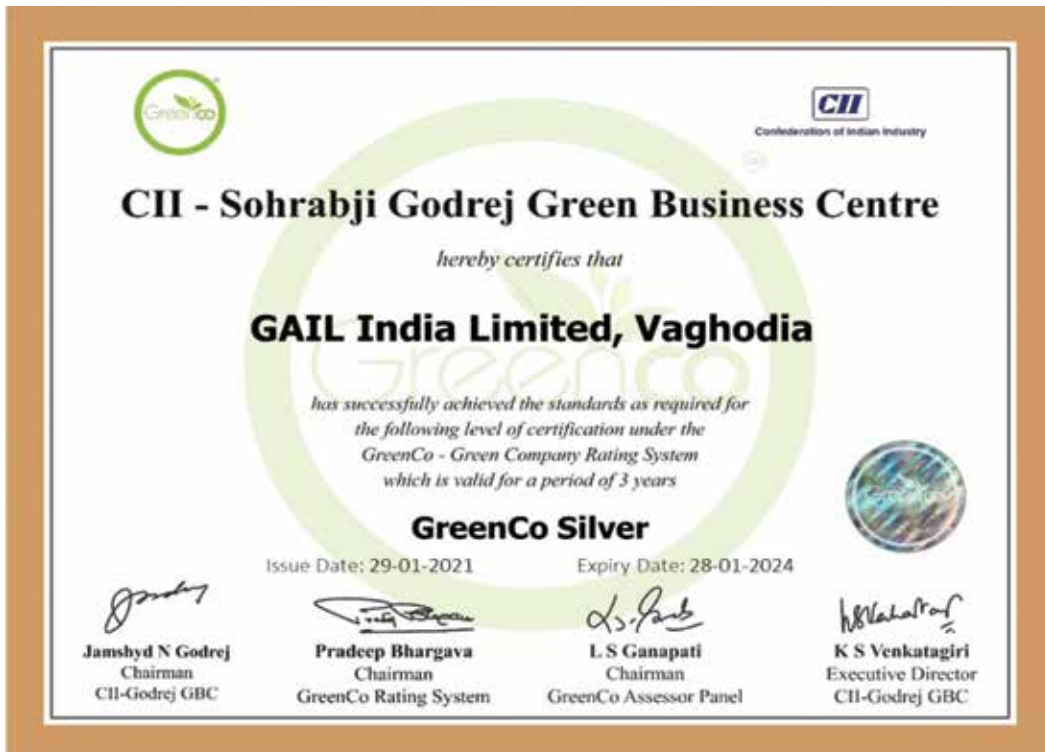 Greenco
CII
Confederation of Indian Industry
CII - Sohrabji Godrej Green Business Centre
hereby certifies that
GAIL India Limited, Vaghodia
Greenco
has successfully achieved the standards as required for
the following level of certification under the
GreenCo - Green Company Rating System
which is valid for a period of 3 years
GreenCo Silver
Issue Date: 29-01-2021 Expiry Date: 28-01-2024
Jamshyd N Godrej Pradeep Bhargava L S Ganapati K S Venkatagiri
Chairman Chairman Chairman Executive Director
CII-Godrej GBC GreenCo Rating System GreenCo Assessor Panel CII-Godrej GBC